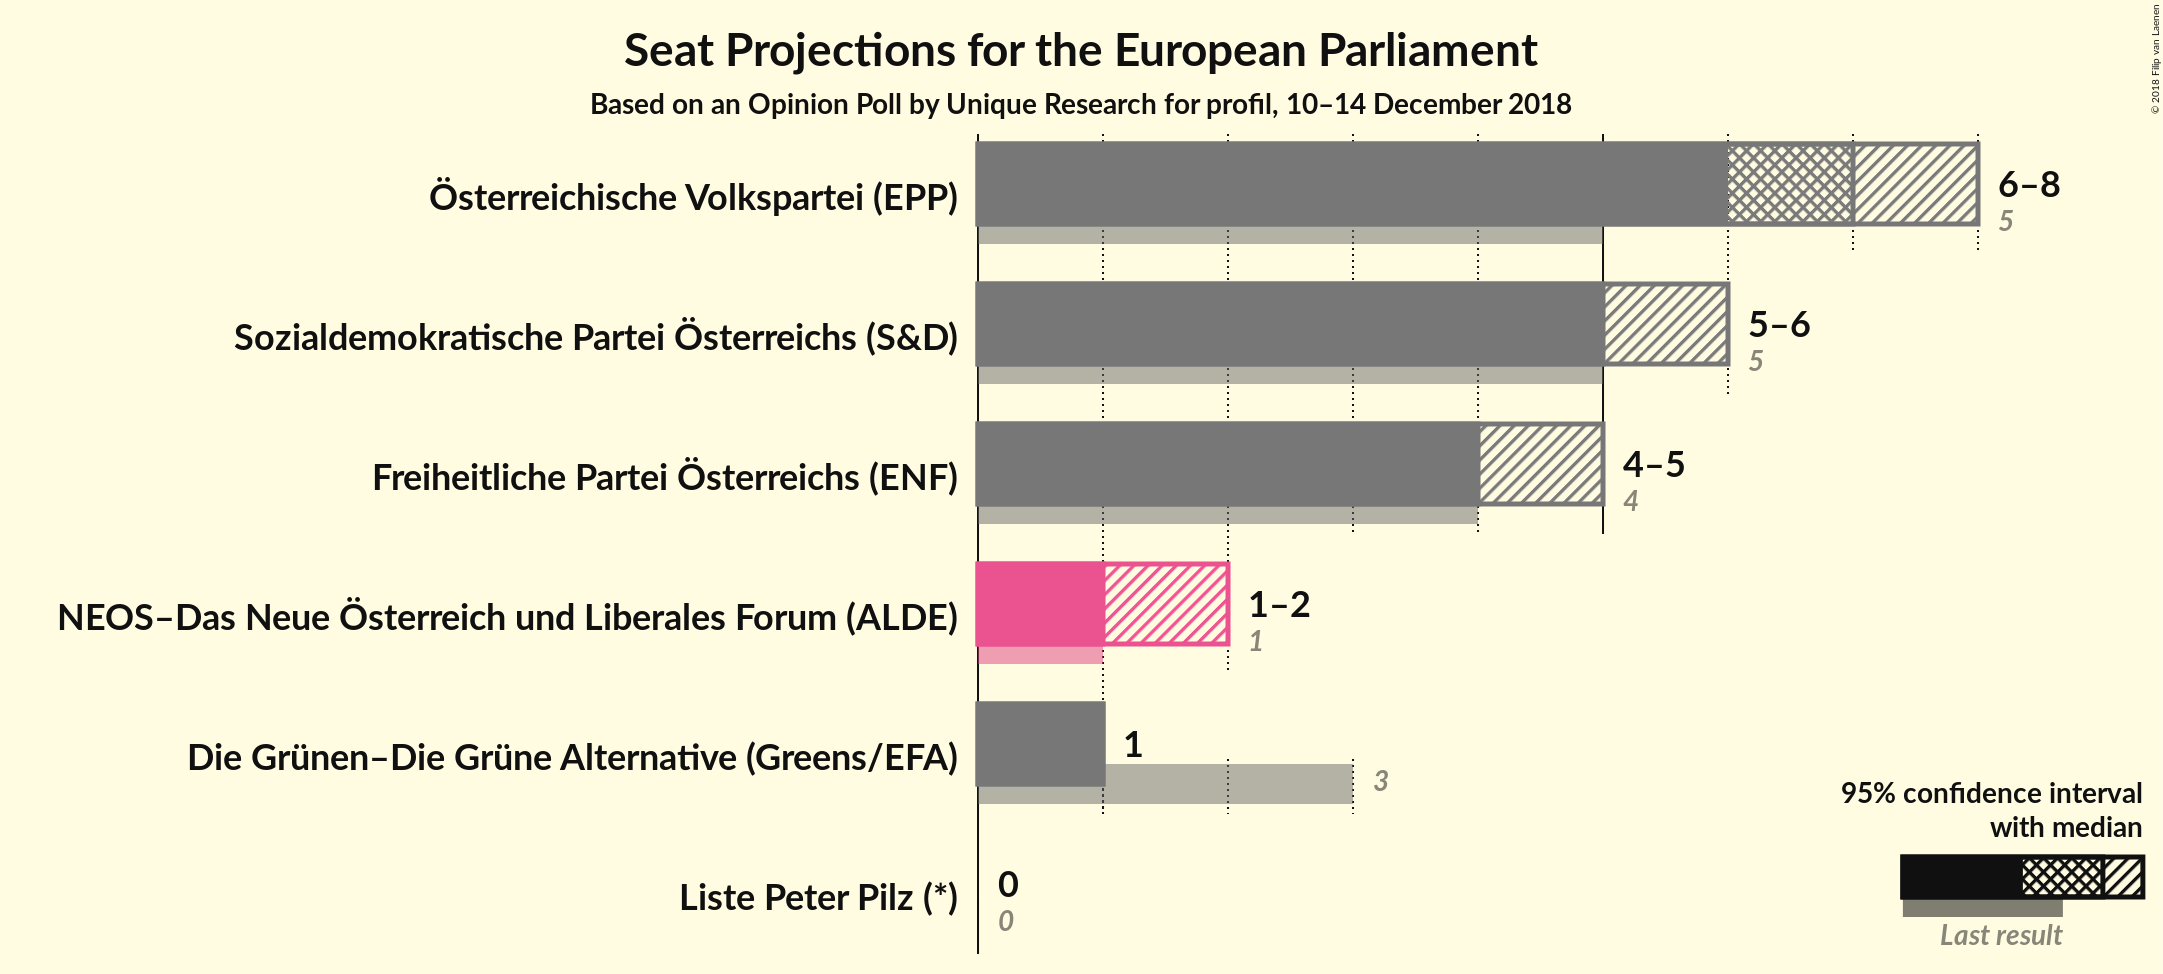 Seat Projections for the European Parliament
Based on an Opinion Poll by Unique Research for profil, 10–14 December 2018
© 2018 Filip van Laenen
Österreichische Volkspartei (EPP)
6–8
5
Sozialdemokratische Partei Österreichs (S&D)
5–6
5
Freiheitliche Partei Österreichs (ENF)
4–5
4
NEOS–Das Neue Österreich und Liberales Forum (ALDE)
1–2
1
Die Grünen–Die Grüne Alternative (Greens/EFA)
1
3
Liste Peter Pilz (*)
0
0
95% confidence interval
with median
Last result